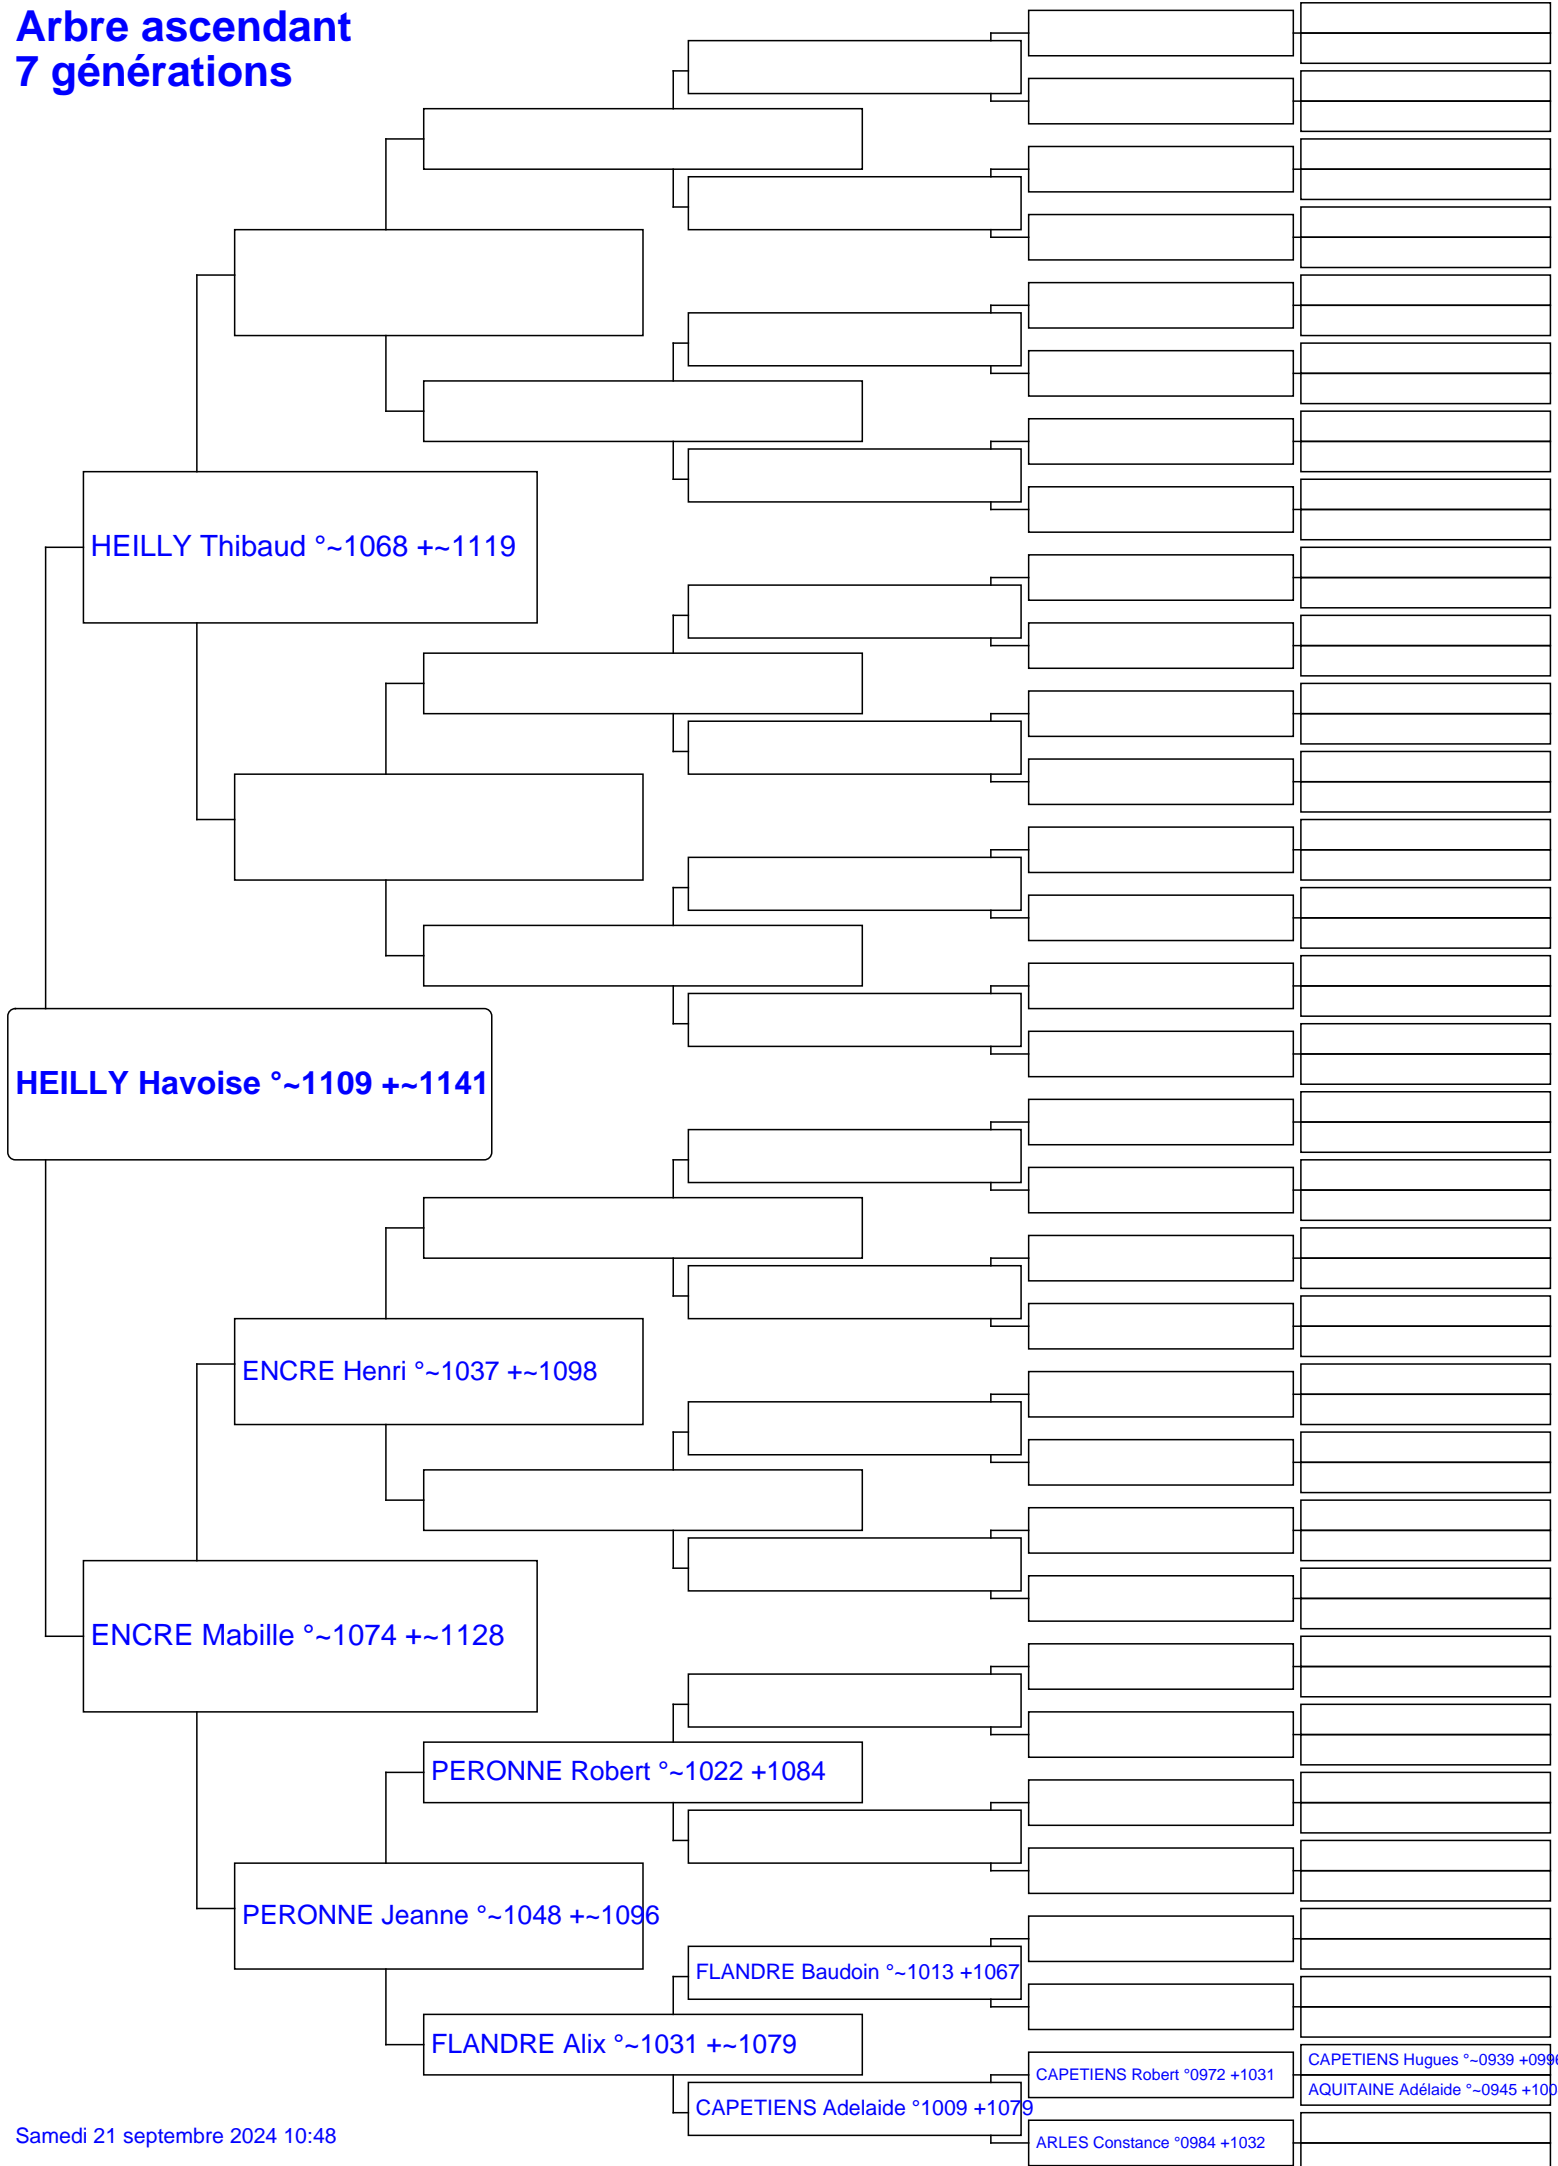 Arbre ascendant
7 générations
HEILLY Thibaud °~1068 +~1119
HEILLY Havoise °~1109 +~1141
ENCRE Henri °~1037 +~1098
ENCRE Mabille °~1074 +~1128
PERONNE Robert °~1022 +1084
PERONNE Jeanne °~1048 +~1096
FLANDRE Baudoin °~1013 +1067
FLANDRE Alix °~1031 +~1079
CAPETIENS Hugues °~0939 +0996
CAPETIENS Robert °0972 +1031
AQUITAINE Adélaide °~0945 +100
CAPETIENS Adelaide °1009 +1079
ARLES Constance °0984 +1032
Samedi 21 septembre 2024 10:48